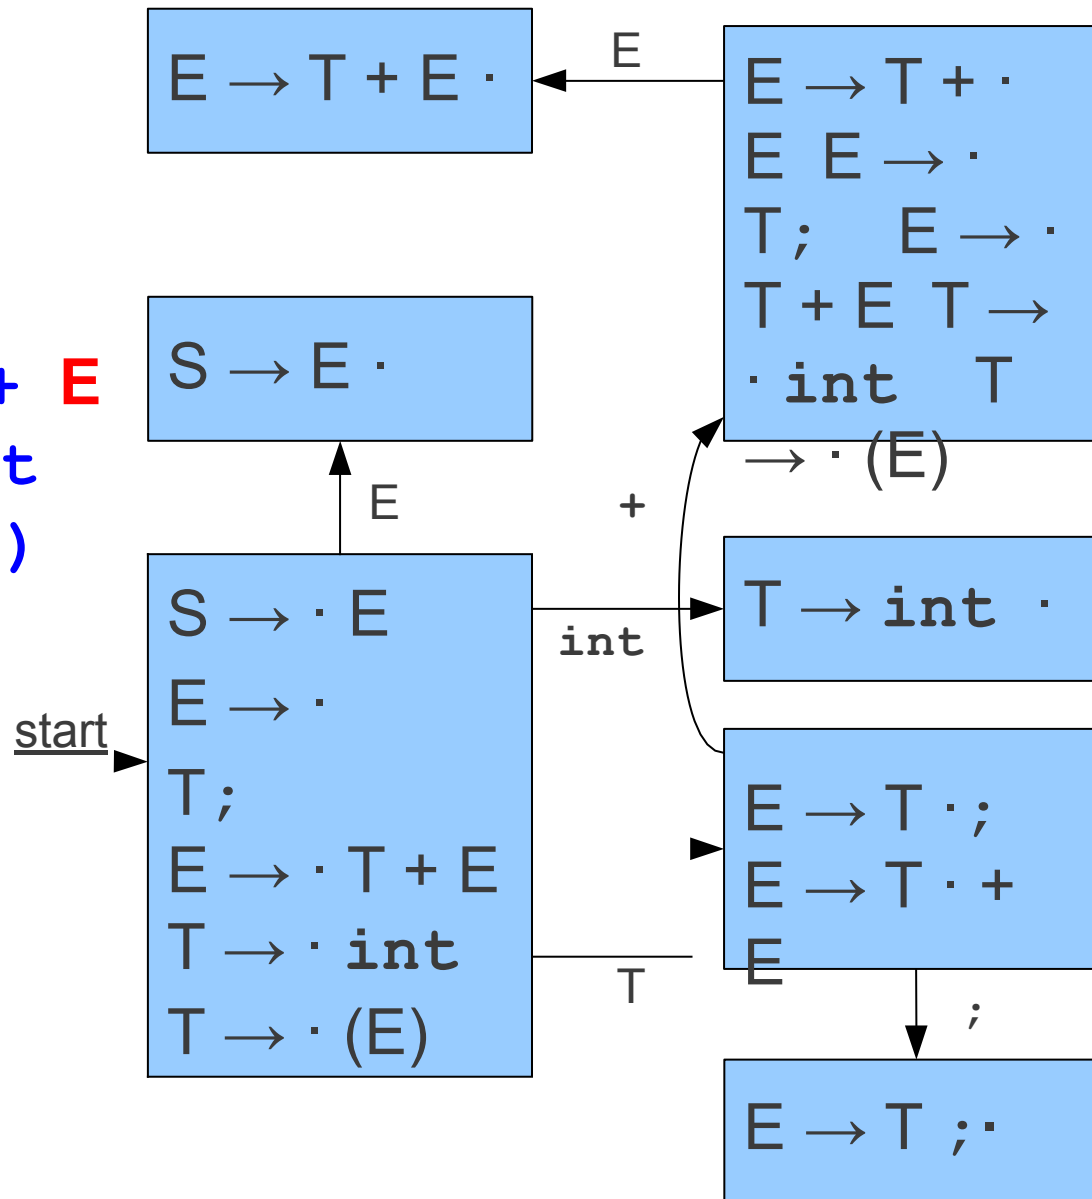 E → T + E ·
E
E → T + ·
E E → ·
T; E → ·
T + E T →
· int T
→ · (E)
S → E ·
+ E
t
)
E
+
S → · E
E → ·
T;
E → · T + E
T → · int
T → · (E)
start
int
T → int ·
T
E → T ·;
E → T · +
E
;
E → T ;·